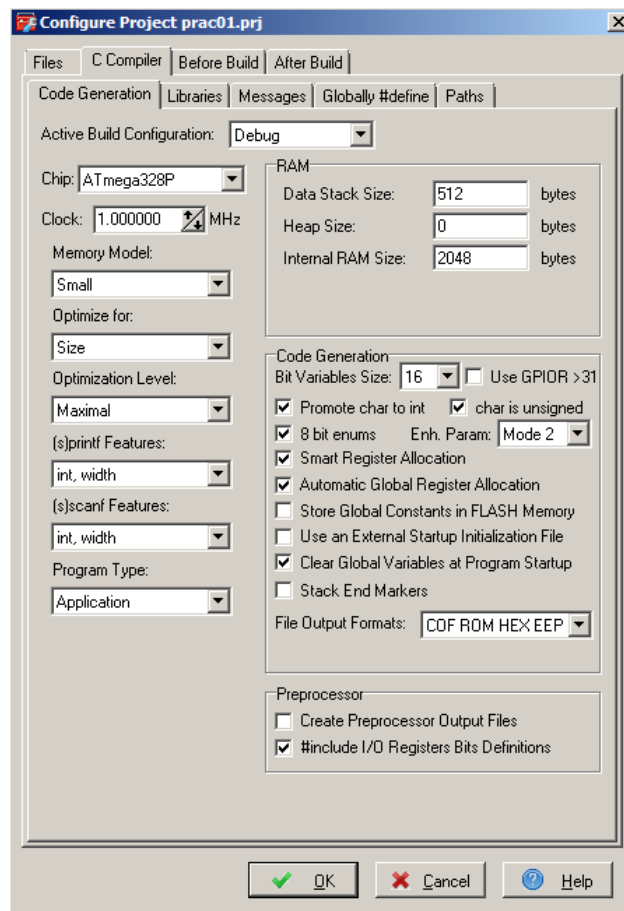 Configure Project prac01.prj
Files C Compiler Before Build After Build
Code Generation Libraries Messages Globally #define Paths
Active Build Configuration: Debug
Chip: ATmega328P
Clock: 1.000000 MHz
Memory Model:
Small
Optimize for:
Size
Optimization Level:
Maximal
(s)printf Features:
int, width
(s)scanf Features:
int, width
Program Type:
Application
RAM
Data Stack Size: 512 bytes
Heap Size: 0 bytes
Internal RAM Size: 2048 bytes
Code Generation
Bit Variables Size: 16 Use GPIOR >31
Promote char to int char is unsigned
8 bit enums Enh. Param: Mode 2
Smart Register Allocation
Automatic Global Register Allocation
Store Global Constants in FLASH Memory
Use an External Startup Initialization File
Clear Global Variables at Program Startup
Stack End Markers
File Output Formats: COF ROM HEX EEP
Preprocessor
Create Preprocessor Output Files
#include I/O Registers Bits Definitions
OK Cancel Help